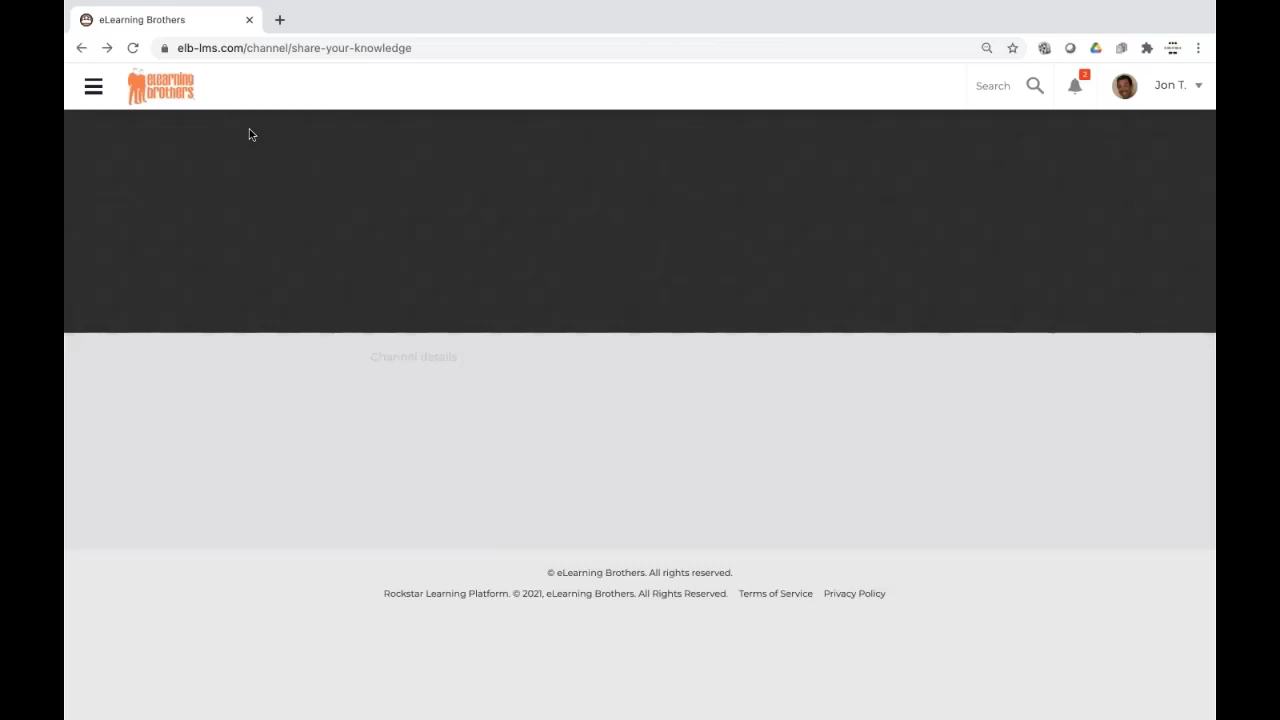 eLearning Brothers
elb-lms.com/channel/share-your-knowledge
eLearning
brothers
Search
2
Jon T.
Channel details
© eLearning Brothers. All rights reserved.
Rockstar Learning Platform. © 2021, eLearning Brothers. All Rights Reserved. Terms of Service Privacy Policy